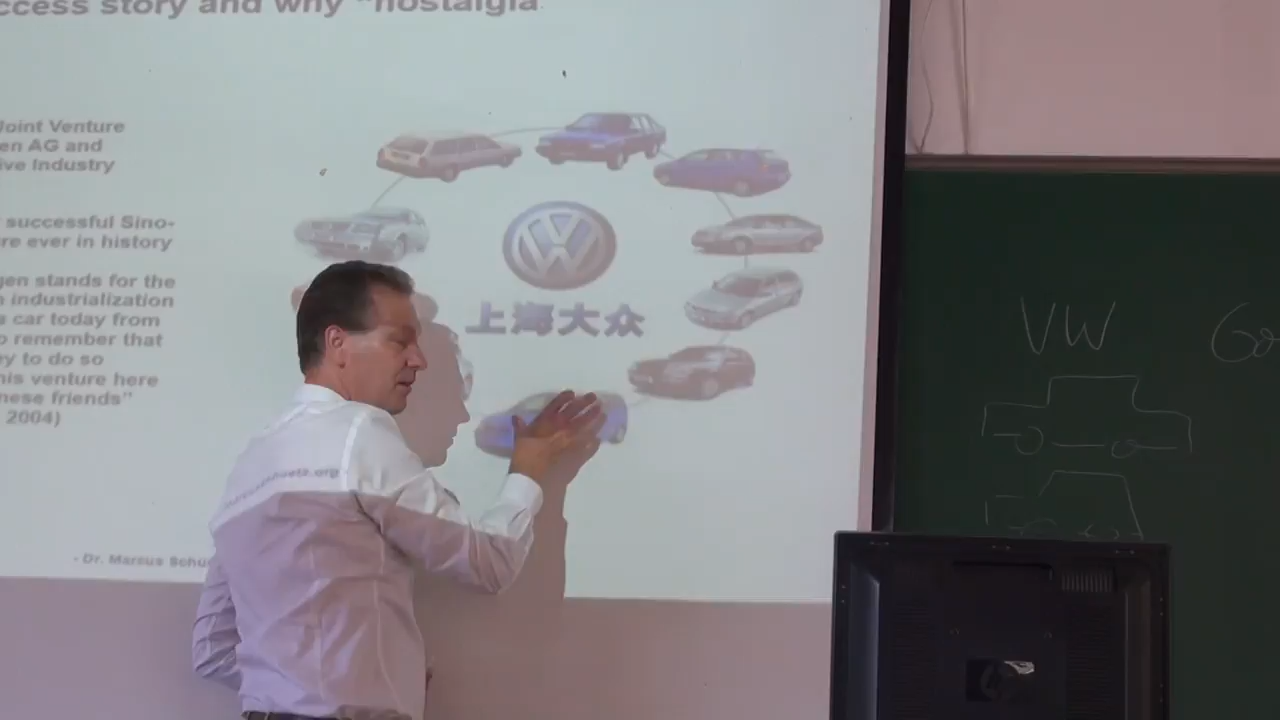 ccess story and why "nostalgia
Joint Venture
en AG and
ive Industry
successful Sino-
re ever in history
gen stands for the
industrialization
s car today from
o remember that
ey to do so
his venture here
nese friends"
2004)
上海大众
- Dr. Marcus Schu
VW
Go